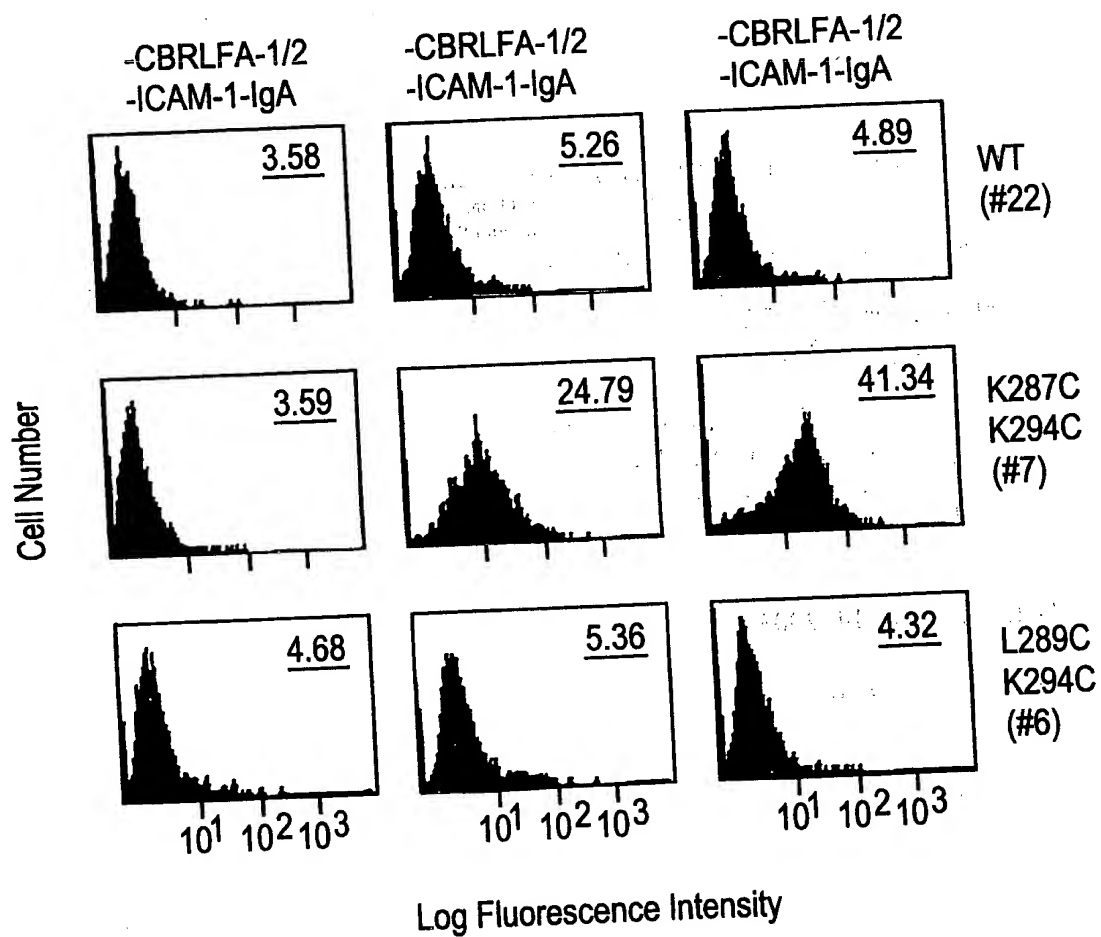 -CBRLFA-1/2
-ICAM-1-IgA
-CBRLFA-1/2
-ICAM-1-IgA
-CBRLFA-1/2
-ICAM-1-IgA
3.58
5.26
4.89
WT
(#22)
3.59
24.79
41.34
K287C
K294C
(#7)
Cell Number
4.68
5.36
4.32
L289C
K294C
(#6)
10¹ 10² 10³
10¹ 10² 10³
10¹ 10² 10³
Log Fluorescence Intensity